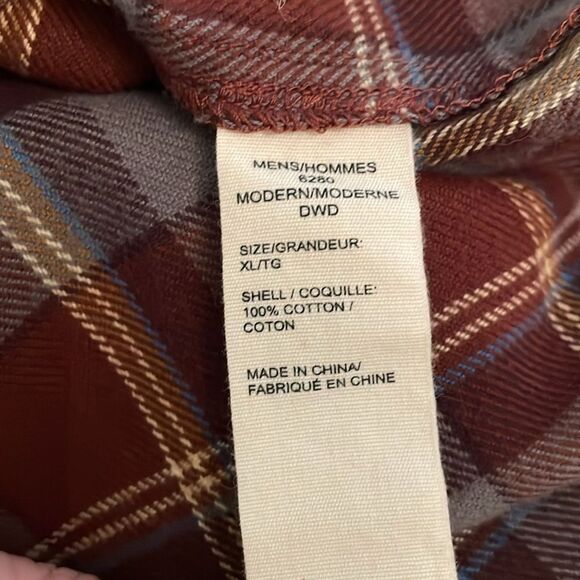 MENS/HOMMES
6280
MODERN/MODERNE
DWD
SIZE/GRANDEUR:
XL/TG
SHELL / COQUILLE:
100% COTTON /
COTON
MADE IN CHINA/
FABRIQUÉ EN CHINE